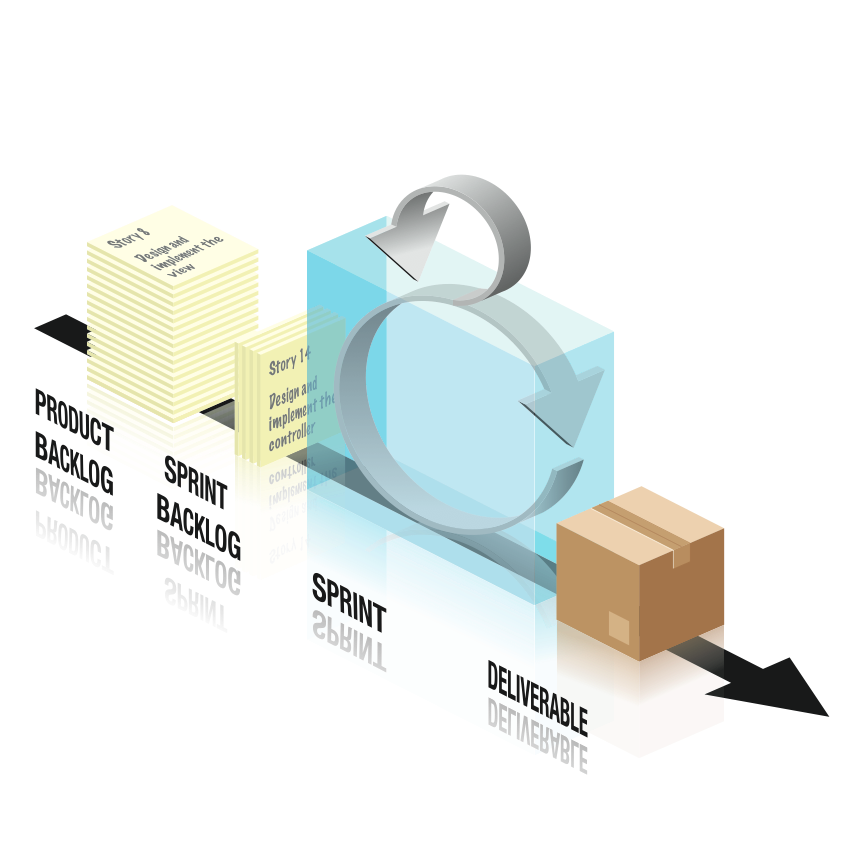 Story 8
Design and
implement the
view
Story 14
Design and
implement the
controller
PRODUCT
BACKLOG
SPRINT
BACKLOG
SPRINT
DELIVERABLE